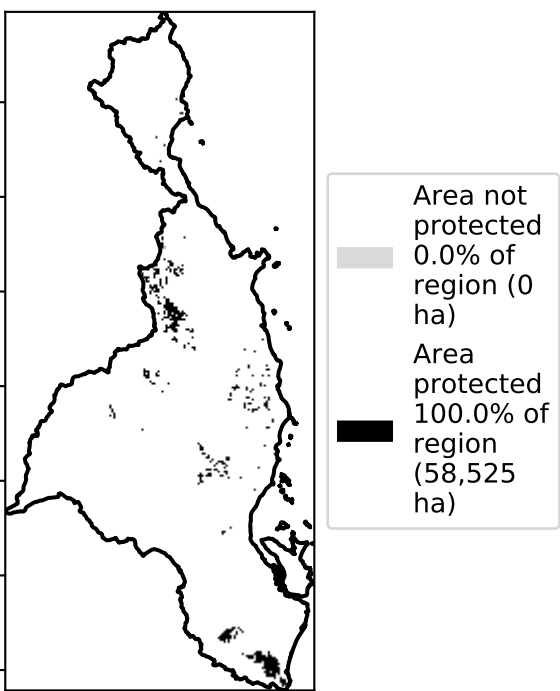 Area not
protected
0.0% of
region (0
ha)
Area
protected
100.0% of
region
(58,525
ha)